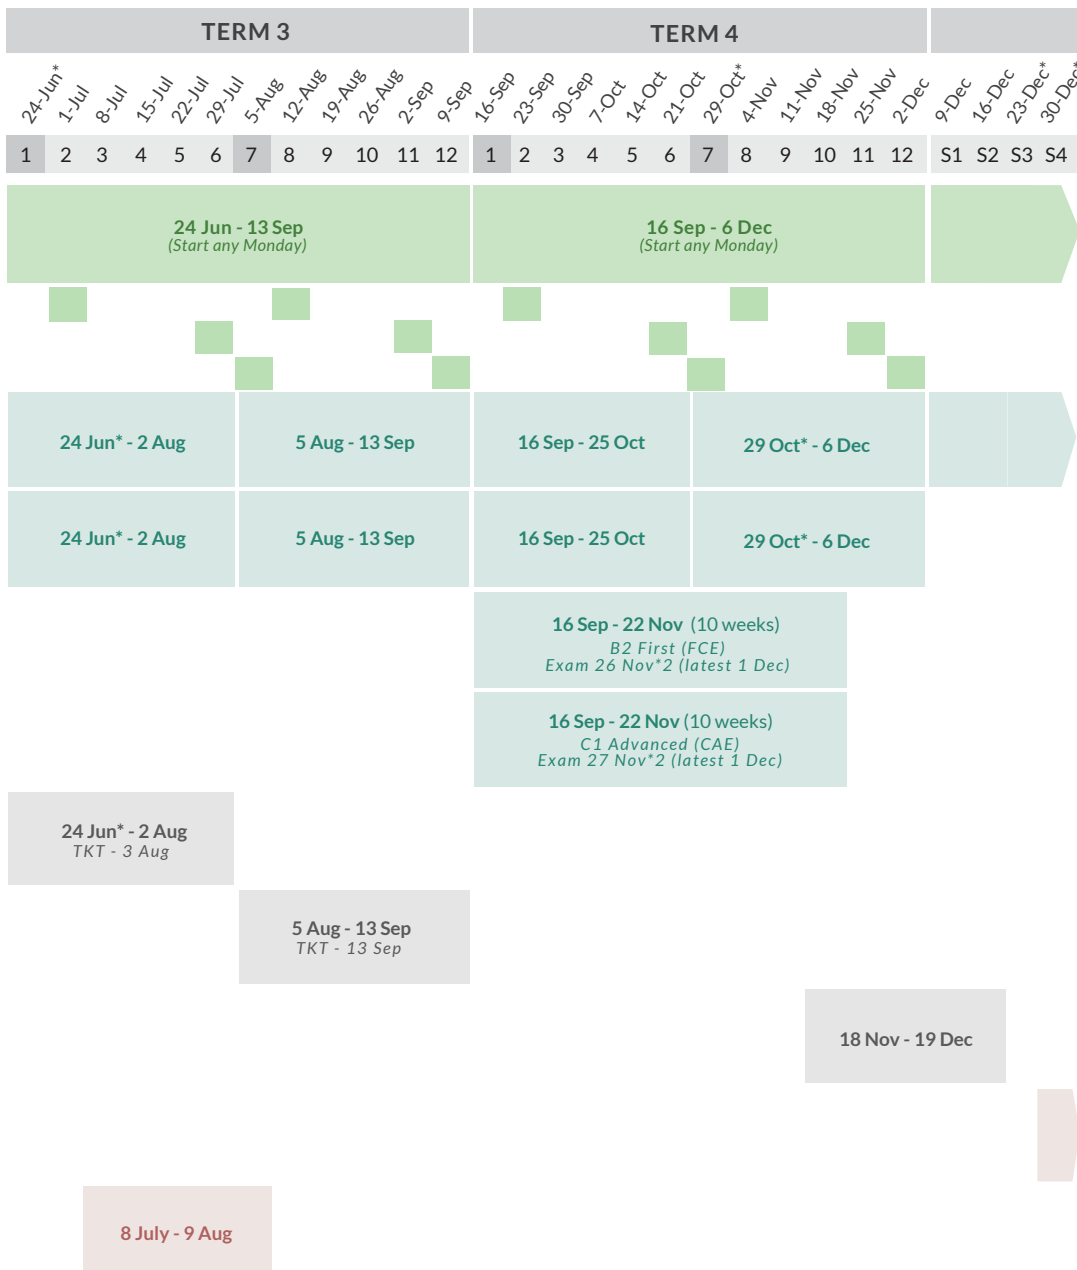 TERM 3
TERM 4
24-Jun* 1-Jul 8-Jul 15-Jul 22-Jul 29-Jul 5-Aug 12-Aug 19-Aug 26-Aug 2-Sep 9-Sep 16-Sep 23-Sep 30-Sep 7-Oct 14-Oct 21-Oct 29-Oct* 4-Nov 11-Nov 18-Nov 25-Nov 2-Dec 9-Dec 16-Dec 23-Dec* 30-Dec*
1 2 3 4 5 6 7 8 9 10 11 12 1 2 3 4 5 6 7 8 9 10 11 12 S1 S2 S3 S4
24 Jun - 13 Sep
(Start any Monday)
16 Sep - 6 Dec
(Start any Monday)
24 Jun* - 2 Aug
5 Aug - 13 Sep
16 Sep - 25 Oct
29 Oct* - 6 Dec
24 Jun* - 2 Aug
5 Aug - 13 Sep
16 Sep - 25 Oct
29 Oct* - 6 Dec
16 Sep - 22 Nov (10 weeks)
B2 First (FCE)
Exam 26 Nov*2 (latest 1 Dec)
16 Sep - 22 Nov (10 weeks)
C1 Advanced (CAE)
Exam 27 Nov*2 (latest 1 Dec)
24 Jun* - 2 Aug
TKT - 3 Aug
5 Aug - 13 Sep
TKT - 13 Sep
18 Nov - 19 Dec
8 July - 9 Aug